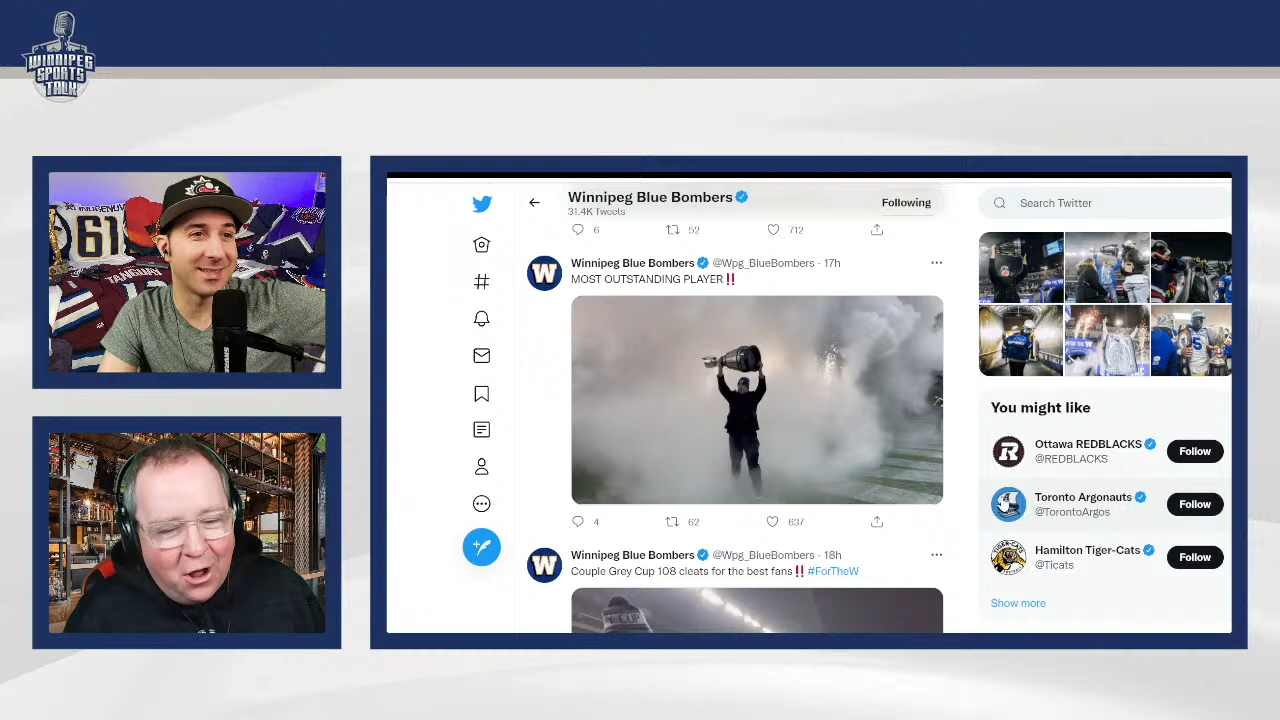 WINNIPEG
SPORTS
TALK
61
SHURE
Winnipeg Blue Bombers
31.4K Tweets
Following
6
52
712
Winnipeg Blue Bombers @Wpg_BlueBombers · 17h
MOST OUTSTANDING PLAYER‼️
4
62
637
Winnipeg Blue Bombers @Wpg_BlueBombers · 18h
Couple Grey Cup 108 cleats for the best fans‼️ #ForTheW
CUP
Search Twitter
You might like
Ottawa REDBLACKS
@REDBLACKS
Follow
Toronto Argonauts
@TorontoArgos
Follow
Hamilton Tiger-Cats
@Ticats
Follow
Show more